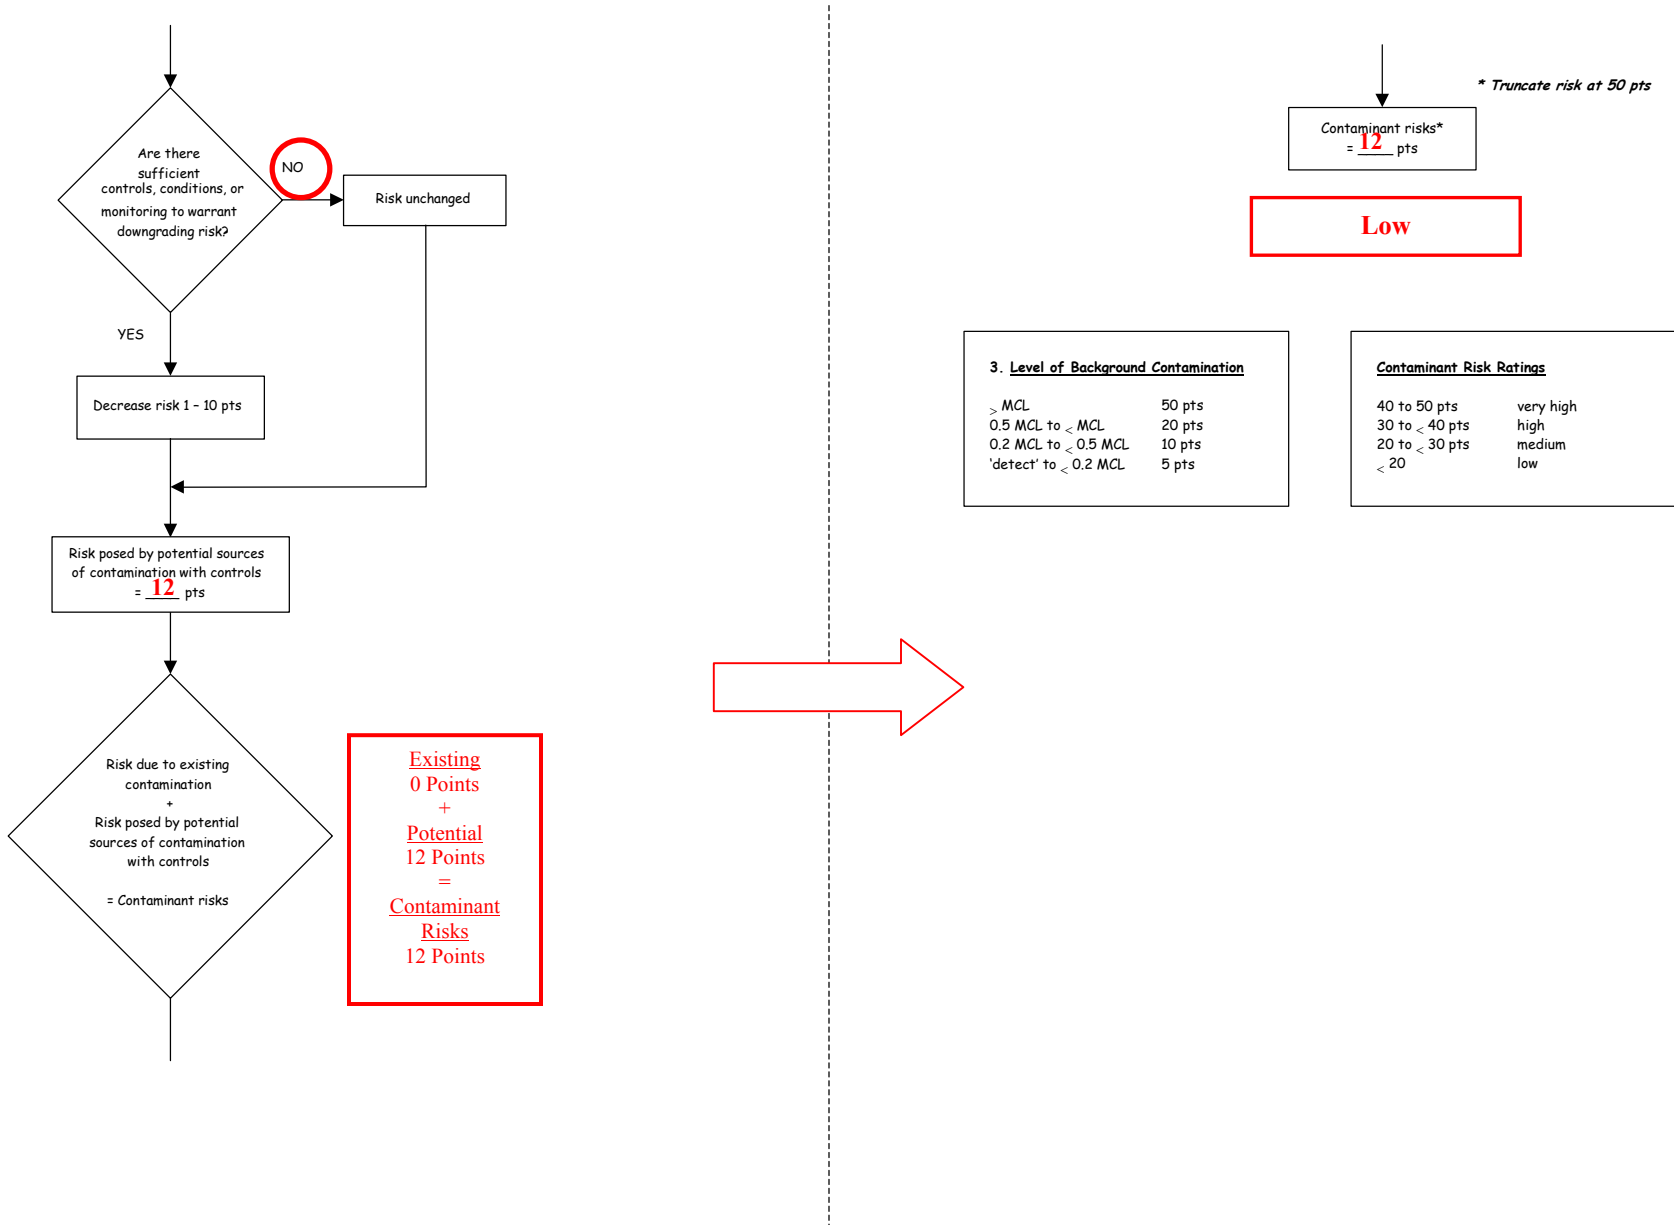 Are there
sufficient
controls, conditions, or
monitoring to warrant
downgrading risk?
NO
Risk unchanged
YES
Decrease risk 1 – 10 pts
Risk posed by potential sources
of contamination with controls
= 12 pts
Risk due to existing
contamination
+
Risk posed by potential
sources of contamination
with controls
= Contaminant risks
Existing
0 Points
+
Potential
12 Points
=
Contaminant
Risks
12 Points
* Truncate risk at 50 pts
Contaminant risks*
= 12 pts
Low
3. Level of Background Contamination
> MCL 50 pts
0.5 MCL to < MCL 20 pts
0.2 MCL to < 0.5 MCL 10 pts
'detect' to < 0.2 MCL 5 pts
Contaminant Risk Ratings
40 to 50 pts very high
30 to < 40 pts high
20 to < 30 pts medium
< 20 low